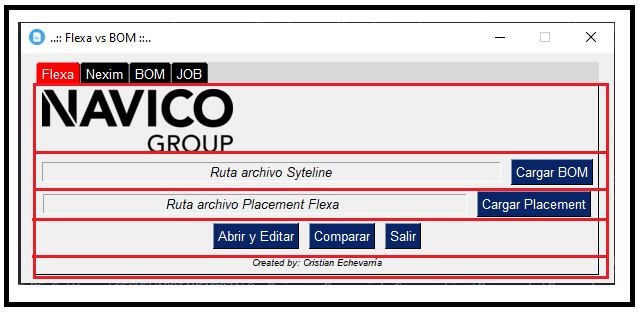 ..:: Flexa vs BOM ::..
Flexa Nexim BOM JOB
NAVICO
GROUP
Ruta archivo Syteline Cargar BOM
Ruta archivo Placement Flexa Cargar Placement
Abrir y Editar Comparar Salir
Created by: Cristian Echevarría